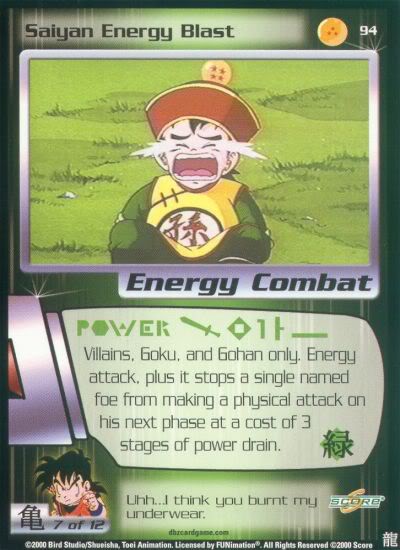 Saiyan Energy Blast
94
孫
Energy Combat
POWER
Villains, Goku, and Gohan only. Energy
attack, plus it stops a single named
foe from making a physical attack on
his next phase at a cost of 3
stages of power drain.
緑
亀
7 of 12
Uhh...I think you burnt my
underwear.
SCORE
dbzcardgame.com
©2000 Bird Studio/Shueisha, Toei Animation. Licensed by FUNimation.® ©2000 Score
龍